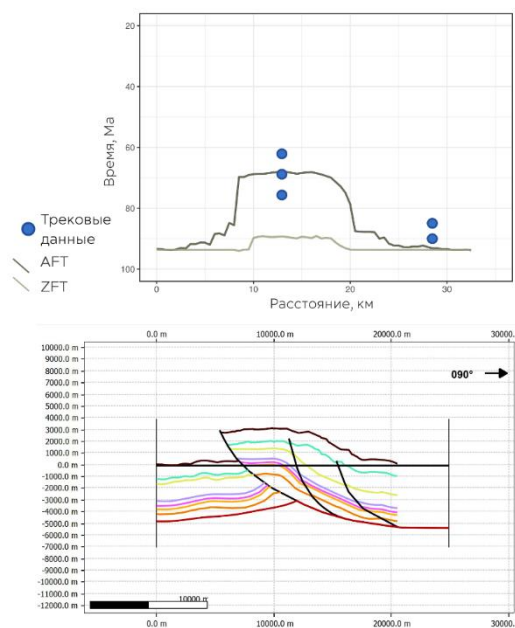 20
40
60
80
100
Время, Ma
0
10
20
30
Расстояние, км
Трековые
данные
AFT
ZFT
0.0 m
10000.0 m
20000.0 m
30000.0 m
10000.0 m
9000.0 m
8000.0 m
7000.0 m
6000.0 m
5000.0 m
4000.0 m
3000.0 m
2000.0 m
1000.0 m
0.0 m
-1000.0 m
-2000.0 m
-3000.0 m
-4000.0 m
-5000.0 m
-6000.0 m
-7000.0 m
-8000.0 m
-9000.0 m
-10000.0 m
-11000.0 m
-12000.0 m
090°
10000 m
0.0 m
10000.0 m
20000.0 m
30000.0 m